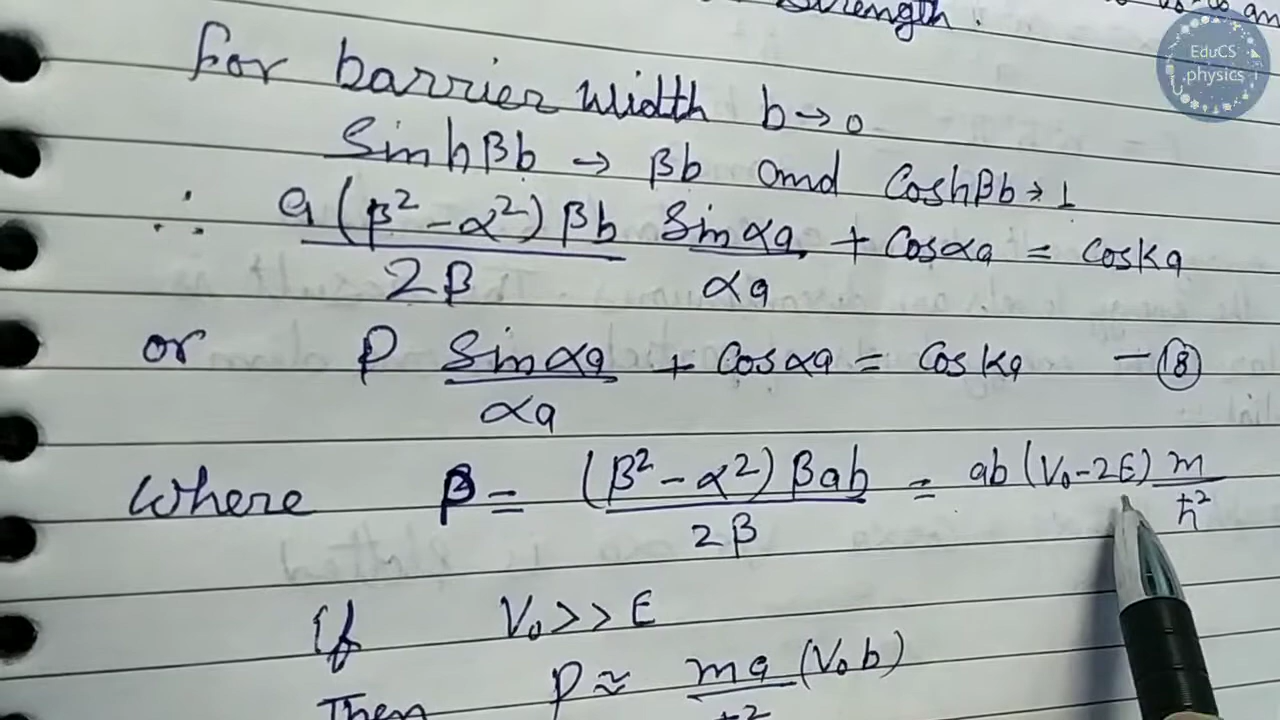 Strength.
EduCS
physics
For barrier width b→0
Sinhβb → βb and Coshβb→1
∴ a(β²-α²)βb/2β Sinαa/αa + Cosαa = CosKa
or P Sinαa/αa + Cosαa = CosKa —(18)
Where P = (β²-α²)βab/2β = ab(V₀-2E)m/ħ²
If V₀>>E
Then P≈ ma/ħ² (V₀b)